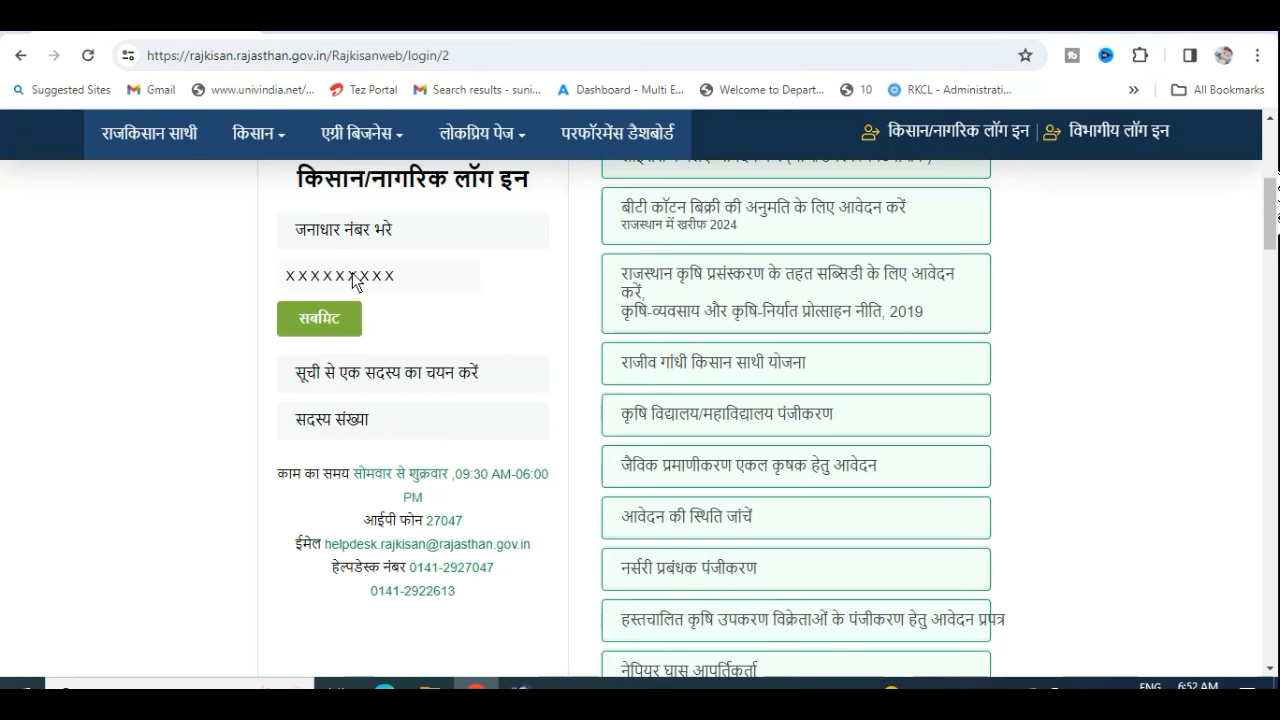 https://rajkisan.rajasthan.gov.in/Rajkisanweb/login/2
Suggested Sites
Gmail
www.univindia.net/...
Tez Portal
Search results - suni...
Dashboard - Multi E...
Welcome to Depart...
10
RKCL - Administrati...
»
All Bookmarks
राजकिसान साथी
किसान
एग्री बिजनेस
लोकप्रिय पेज
परफॉरमेंस डैशबोर्ड
किसान/नागरिक लॉग इन
विभागीय लॉग इन
किसान/नागरिक लॉग इन
जनाधार नंबर भरे
XXXXXXXXX
सबमिट
सूची से एक सदस्य का चयन करें
सदस्य संख्या
काम का समय सोमवार से शुक्रवार ,09:30 AM-06:00
PM
आईपी फोन 27047
ईमेल helpdesk.rajkisan@rajasthan.gov.in
हेल्पडेस्क नंबर 0141-2927047
0141-2922613
बीटी कॉटन बिक्री की अनुमति के लिए आवेदन करें
राजस्थान में खरीफ 2024
राजस्थान कृषि प्रसंस्करण के तहत सब्सिडी के लिए आवेदन
करें,
कृषि-व्यवसाय और कृषि-निर्यात प्रोत्साहन नीति, 2019
राजीव गांधी किसान साथी योजना
कृषि विद्यालय/महाविद्यालय पंजीकरण
जैविक प्रमाणीकरण एकल कृषक हेतु आवेदन
आवेदन की स्थिति जांचें
नर्सरी प्रबंधक पंजीकरण
हस्तचालित कृषि उपकरण विक्रेताओं के पंजीकरण हेतु आवेदन प्रपत्र
नेपियर घास आपूर्तिकर्ता
ENG
6:52 AM